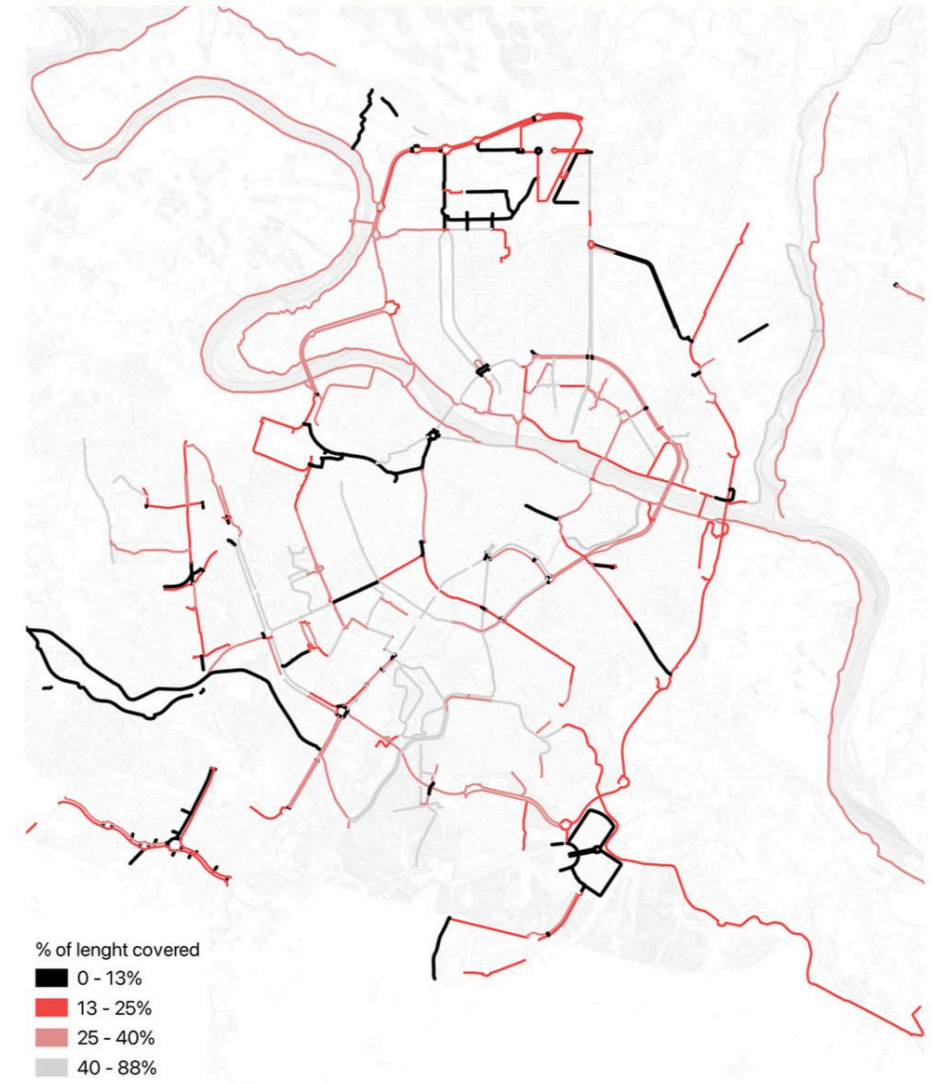 % of lenght covered
0 - 13%
13 - 25%
25 - 40%
40 - 88%